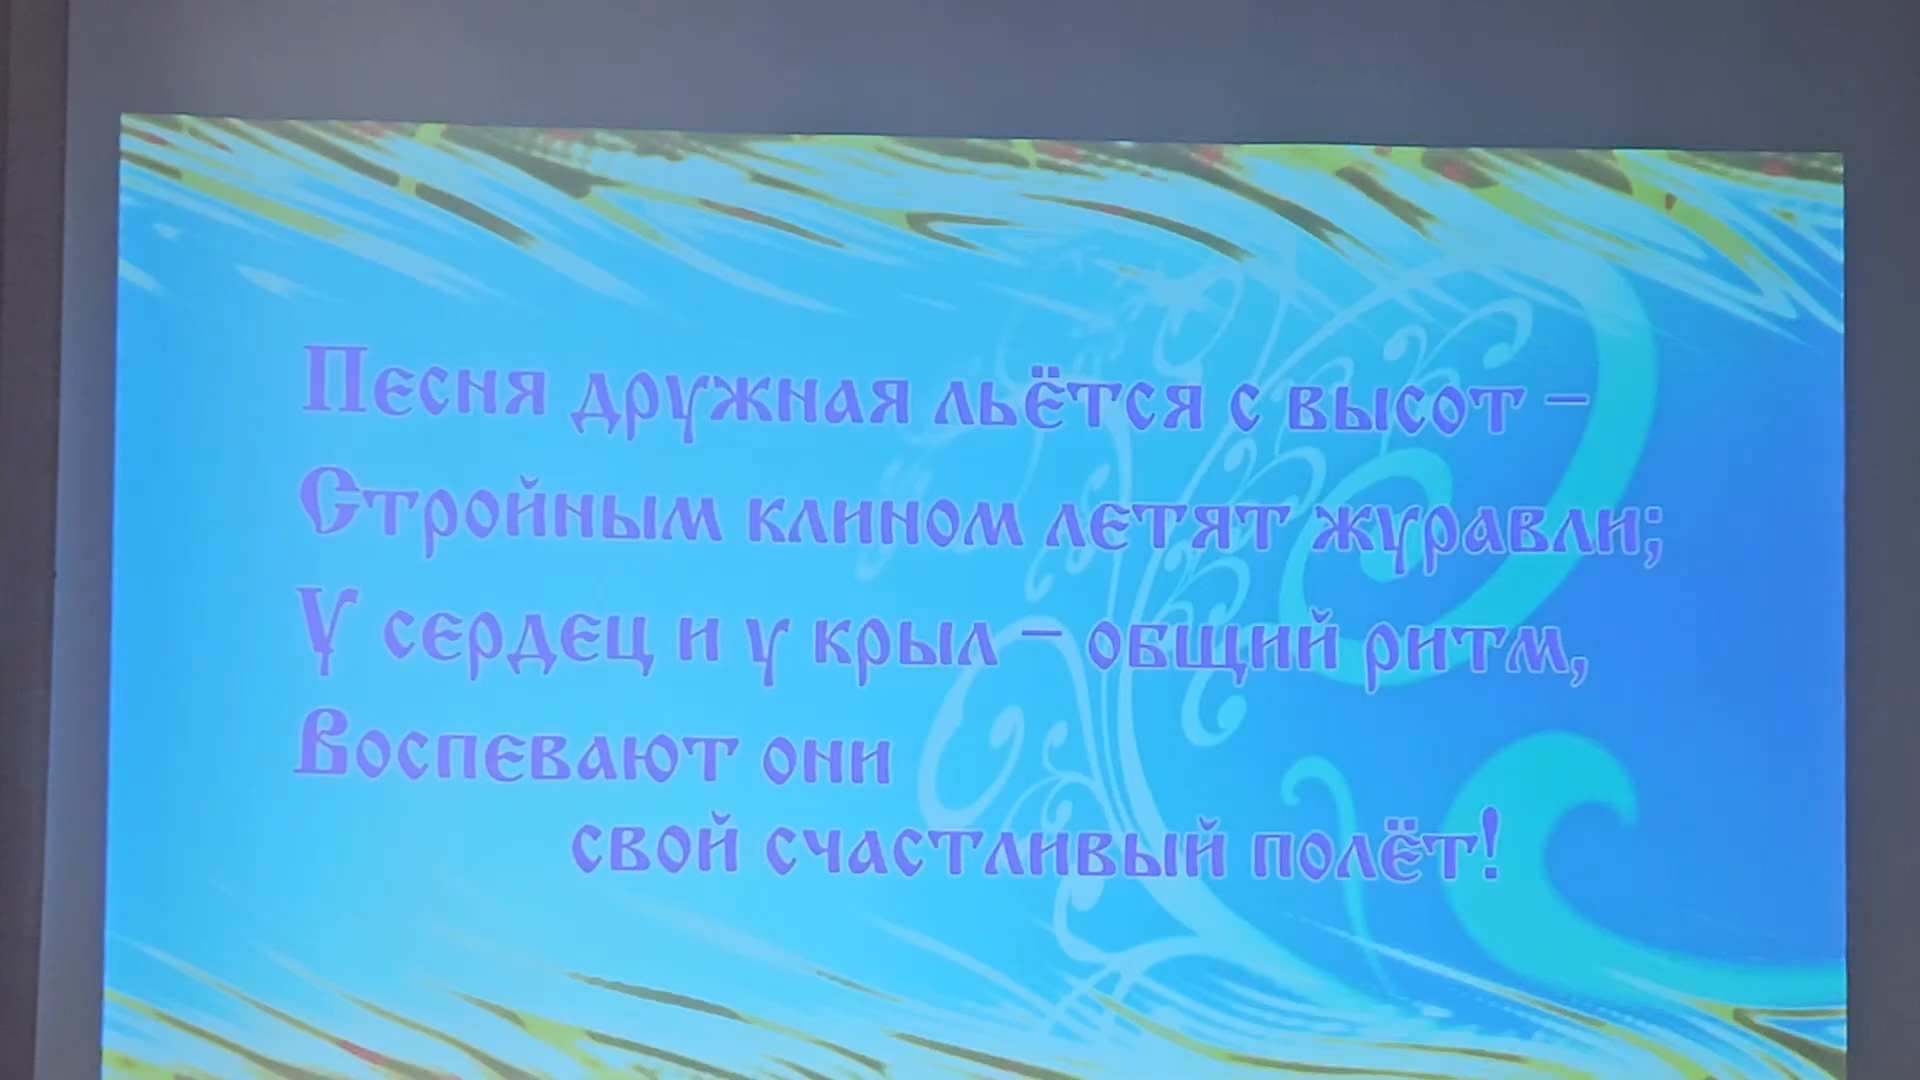 Песня дружная льётся с высот –
Стройным клином летят журавли;
У сердец и у крыл – общий ритм,
Воспевают они
свой счастливый полёт!